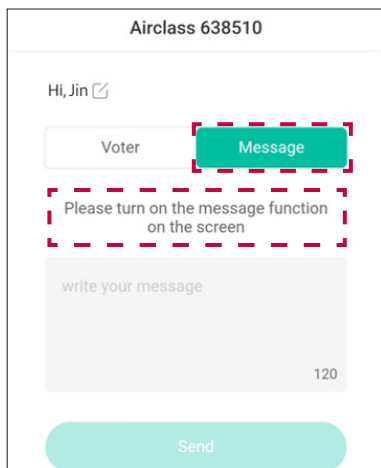 Airclass 638510
Hi, Jin
Voter
Message
Please turn on the message function
on the screen
write your message
120
Send